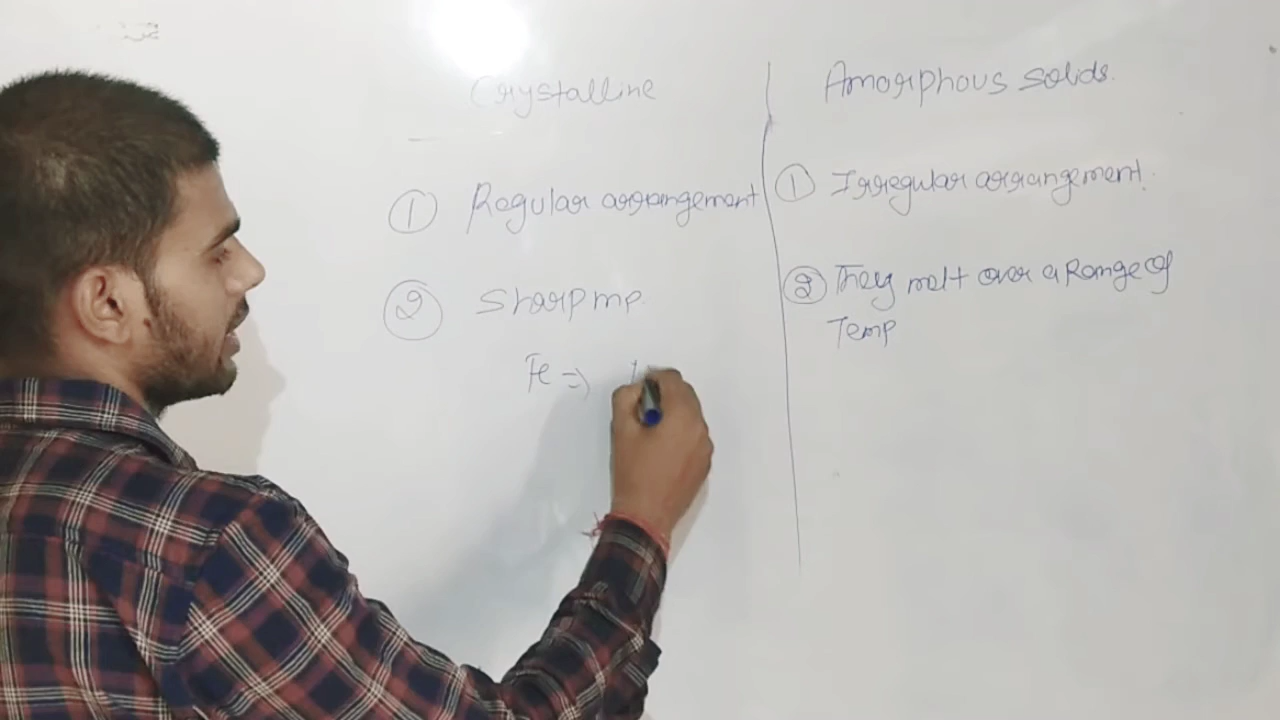 Crystalline
Amorphous solids.
① Regular arrangement
① Irregular arrangement.
② Sharp mp.
② They melt over a Range of
Temp
Fe =>